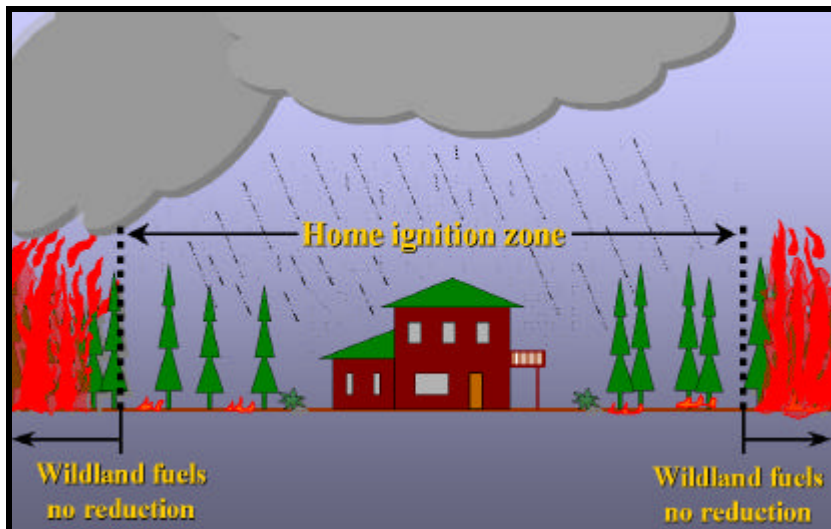 Home ignition zone
Wildland fuels
no reduction
Wildland fuels
no reduction